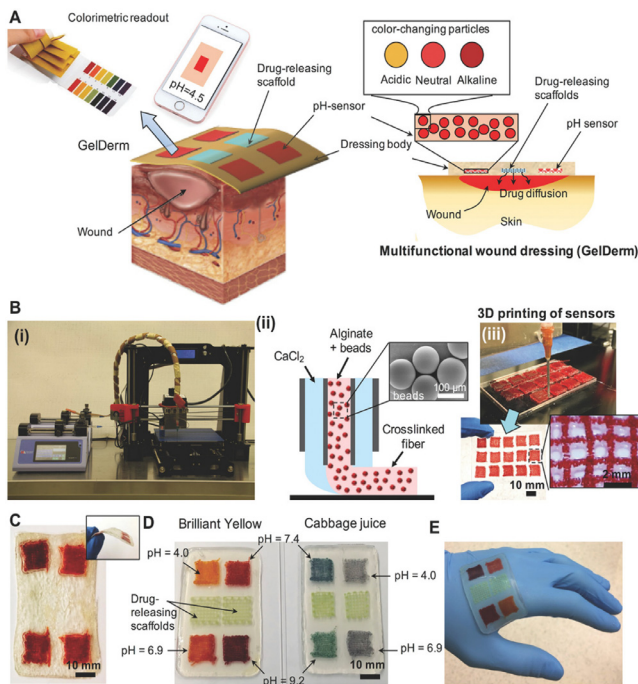 A
Colorimetric readout
pH=4.5
Drug-releasing
scaffold
pH-sensor
GelDerm
Dressing body
Wound
color-changing particles
Acidic Neutral Alkaline
Drug-releasing
scaffolds
pH sensor
Drug diffusion
Wound
Skin
Multifunctional wound dressing (GelDerm)
B
(i)
(ii)
CaCl2
Alginate
+ beads
beads
100 μm
Crosslinked
fiber
3D printing of sensors
(iii)
10 mm
2 mm
C
10 mm
D
Brilliant Yellow
Cabbage juice
pH = 4.0
pH = 7.4
pH = 4.0
Drug-
releasing
scaffolds
pH = 6.9
pH = 9.2
pH = 6.9
10 mm
E